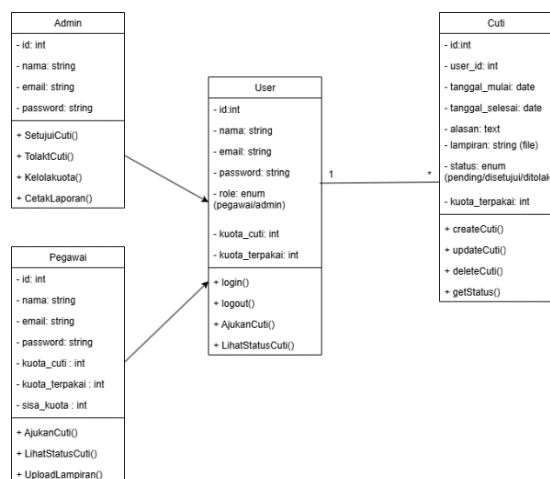 Admin
- id: int
- nama: string
- email: string
- password: string
+ SetujuiCuti()
+ TolaktCuti()
+ Kelolakuota()
+ CetakLaporan()
Pegawai
- id: int
- nama: string
- email: string
- password: string
- kuota_cuti : int
- kuota_terpakai : int
- sisa_kuota : int
+ AjukanCuti()
+ LihatStatusCuti()
+ UploadLampiran()
User
- id:int
- nama: string
- email: string
- password: string
- role: enum
(pegawai/admin)
- kuota_cuti: int
- kuota_terpakai: int
+ login()
+ logout()
+ AjukanCuti()
+ LihatStatusCuti()
1
*
Cuti
- id:int
- user_id: int
- tanggal_mulai: date
- tanggal_selesai: date
- alasan: text
- lampiran: string (file)
- status: enum
(pending/disetujui/ditolak
- kuota_terpakai: int
+ createCuti()
+ updateCuti()
+ deleteCuti()
+ getStatus()